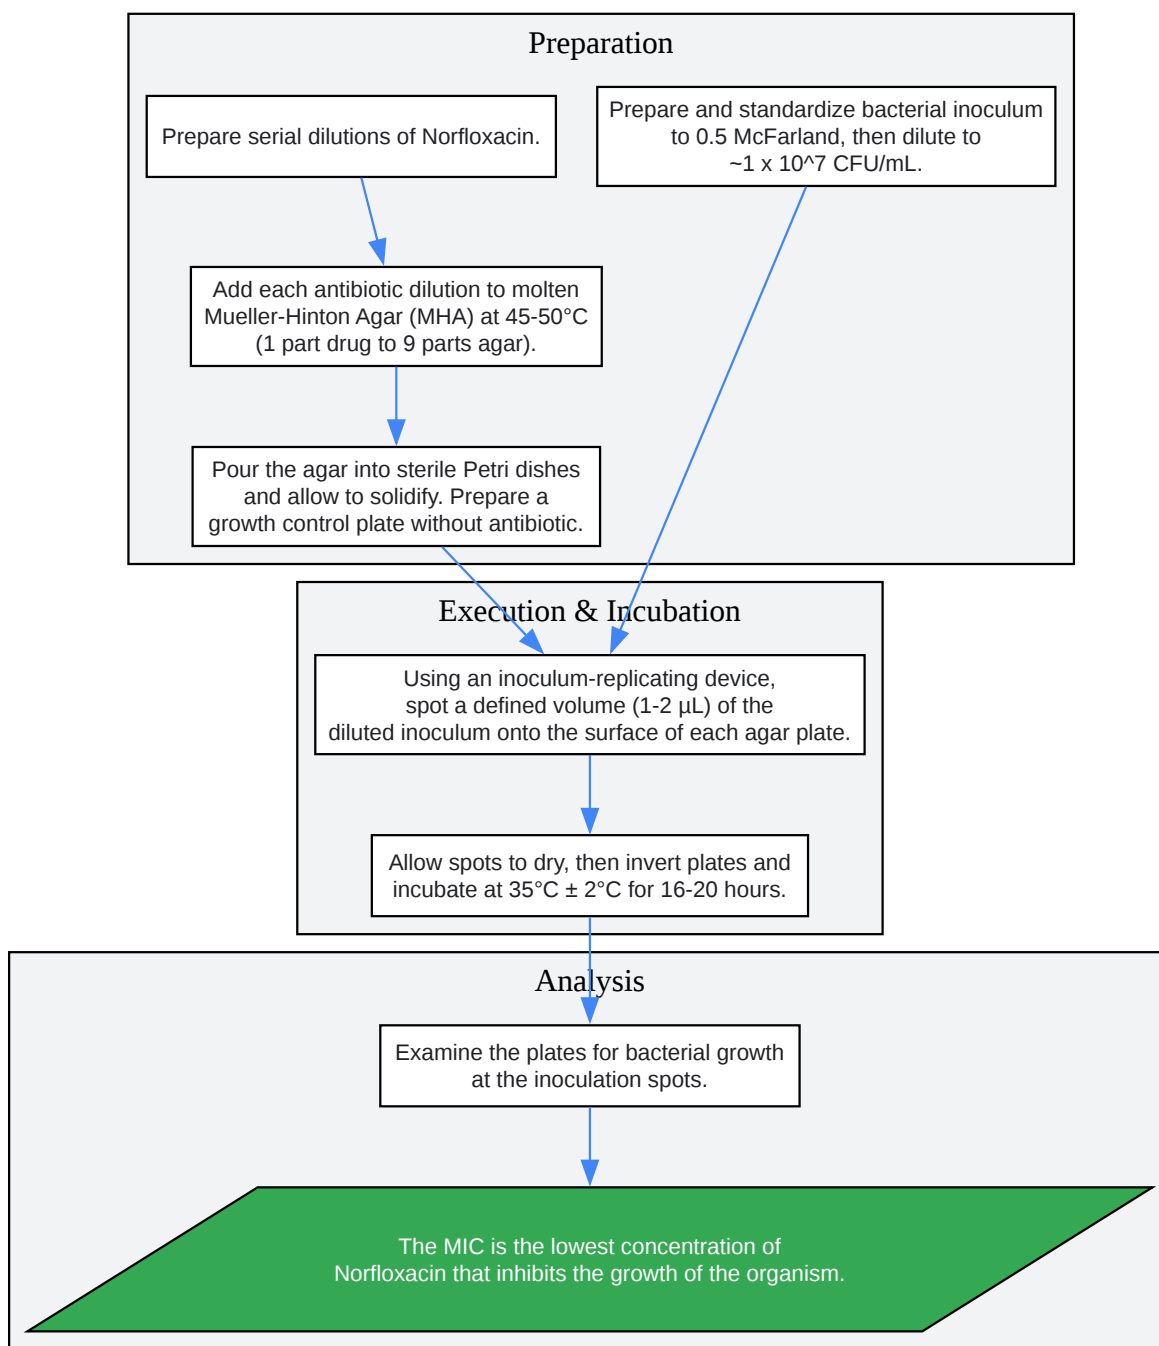 Preparation
Prepare serial dilutions of Norfloxacin.
Prepare and standardize bacterial inoculum
to 0.5 McFarland, then dilute to
~1 x 10^7 CFU/mL.
Add each antibiotic dilution to molten
Mueller-Hinton Agar (MHA) at 45-50°C
(1 part drug to 9 parts agar).
Pour the agar into sterile Petri dishes
and allow to solidify. Prepare a
growth control plate without antibiotic.
Execution & Incubation
Using an inoculum-replicating device,
spot a defined volume (1-2 µL) of the
diluted inoculum onto the surface of each agar plate.
Allow spots to dry, then invert plates and
incubate at 35°C ± 2°C for 16-20 hours.
Analysis
Examine the plates for bacterial growth
at the inoculation spots.
The MIC is the lowest concentration of
Norfloxacin that inhibits the growth of the organism.